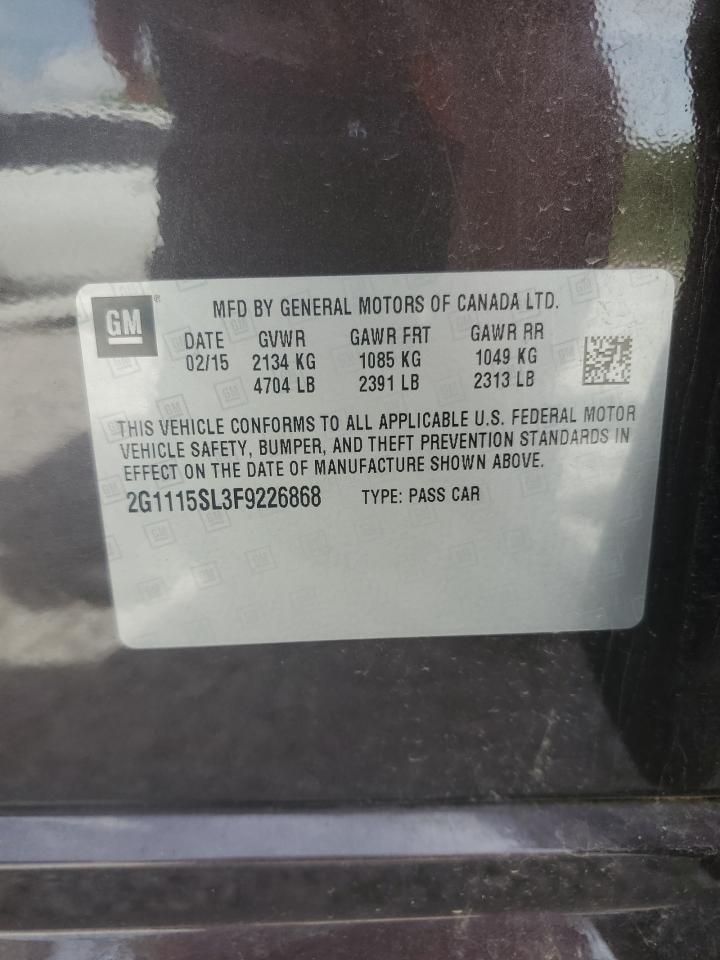 GM ® MFD BY GENERAL MOTORS OF CANADA LTD.
DATE GVWR GAWR FRT GAWR RR
02/15 2134 KG 1085 KG 1049 KG
4704 LB 2391 LB 2313 LB
THIS VEHICLE CONFORMS TO ALL APPLICABLE U.S. FEDERAL MOTOR
VEHICLE SAFETY, BUMPER, AND THEFT PREVENTION STANDARDS IN
EFFECT ON THE DATE OF MANUFACTURE SHOWN ABOVE.
2G1115SL3F9226868 TYPE: PASS CAR